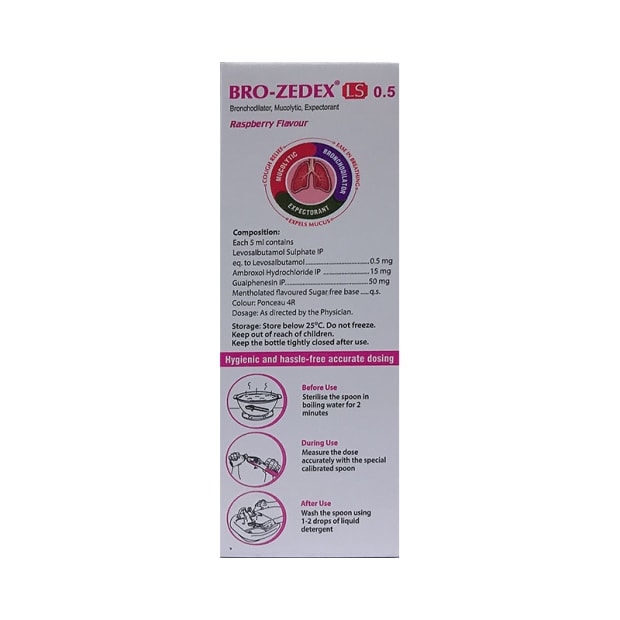 BRO-ZEDEX® LS 0.5
Bronchodilator, Mucolytic, Expectorant
Raspberry Flavour
COUGH RELIEF
EASE IN BREATHING
MUCOLYTIC
BRONCHODILATOR
EXPECTORANT
EXPELS MUCUS
Composition:
Each 5 ml contains
Levosalbutamol Sulphate IP
eq. to Levosalbutamol..............................0.5 mg
Ambroxol Hydrochloride IP ......................15 mg
Guaiphenesin IP........................................50 mg
Mentholated flavoured Sugar free base .....q.s.
Colour: Ponceau 4R
Dosage: As directed by the Physician.
Storage: Store below 25°C. Do not freeze.
Keep out of reach of children.
Keep the bottle tightly closed after use.
Hygienic and hassle-free accurate dosing
Before Use
Sterilise the spoon in
boiling water for 2
minutes
During Use
Measure the dose
accurately with the special
calibrated spoon
After Use
Wash the spoon using
1-2 drops of liquid
detergent